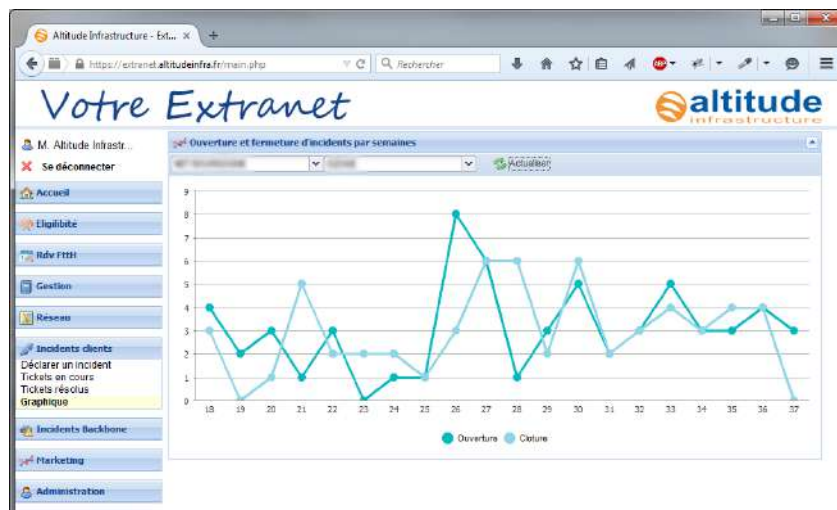 Altitude Infrastructure - Ext...
https://extranet.altitudeinfra.fr/main.php
Rechercher
Votre Extranet
altitude
infrastructure
M. Altitude Infrastr...
Se déconnecter
Accueil
Eligibilité
Rdv FttH
Gestion
Réseau
Incidents clients
Déclarer un incident
Tickets en cours
Tickets résolus
Graphique
Incidents Backbone
Marketing
Administration
Ouverture et fermeture d'incidents par semaines
Actualiser
9
8
7
6
5
4
3
2
1
0
18 19 20 21 22 23 24 25 26 27 28 29 30 31 32 33 34 35 36 37
Ouverture Cloture